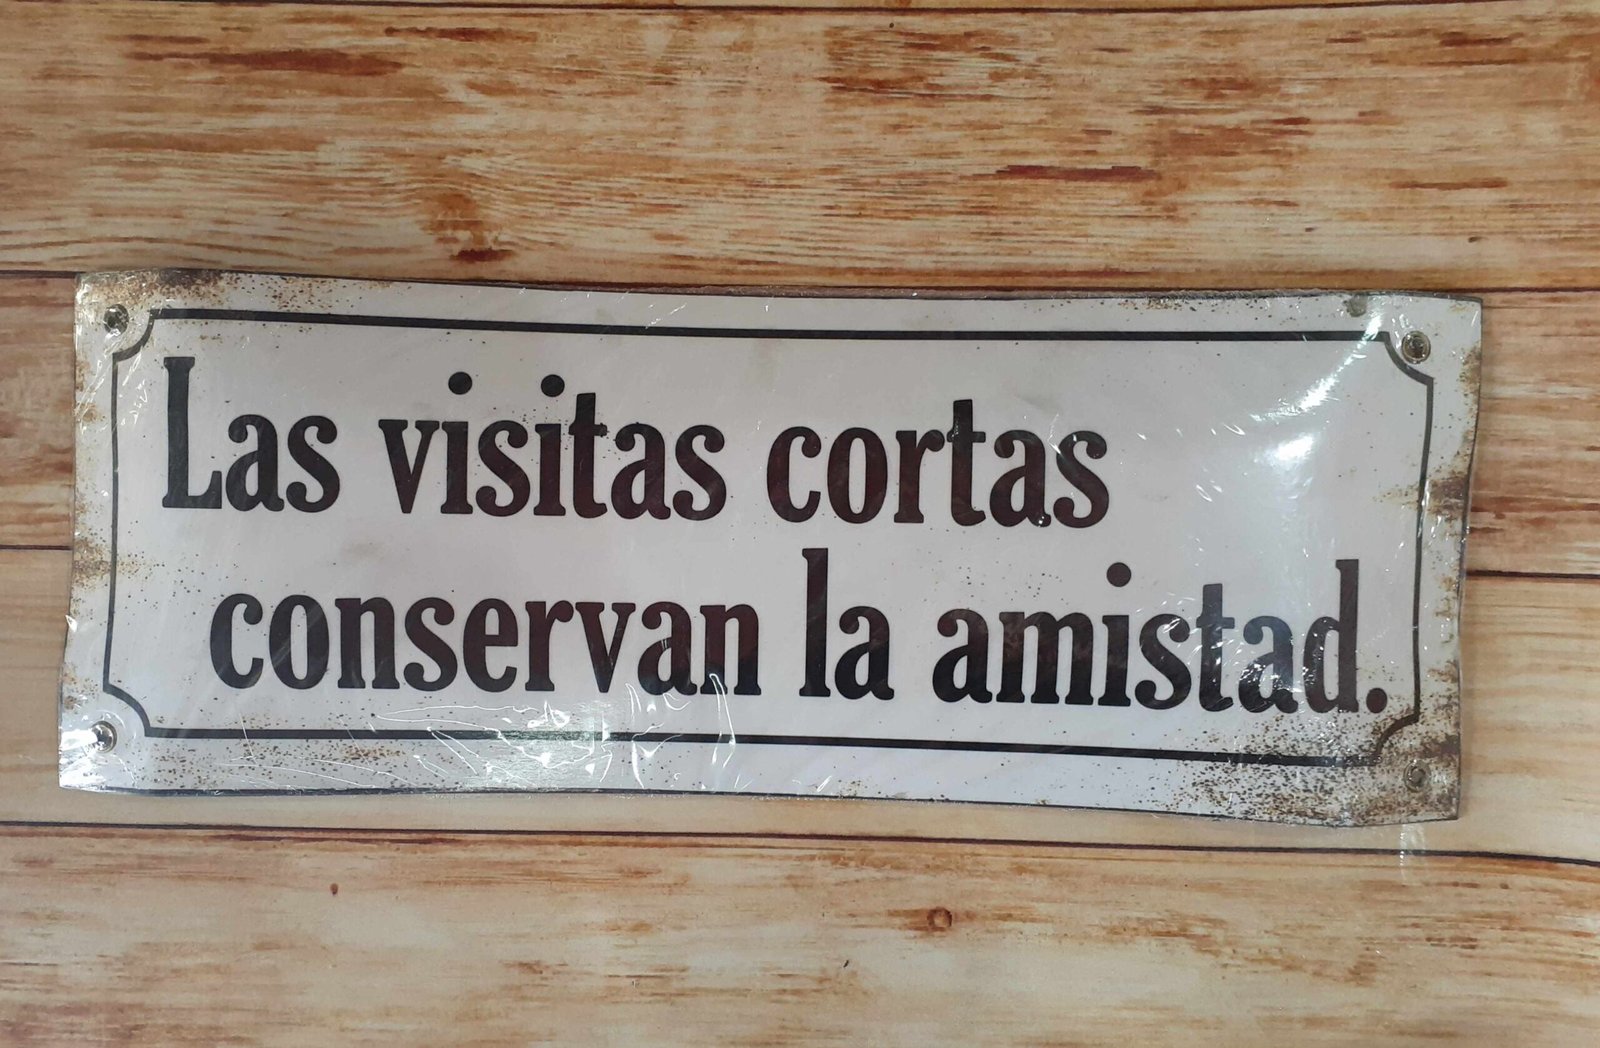 Las visitas cortas
conservan la amistad.